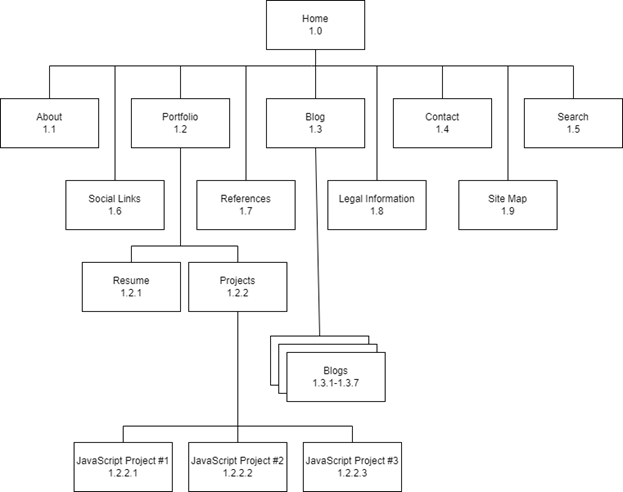 Home
1.0
About
1.1
Portfolio
1.2
Blog
1.3
Contact
1.4
Search
1.5
Social Links
1.6
References
1.7
Legal Information
1.8
Site Map
1.9
Resume
1.2.1
Projects
1.2.2
Blogs
1.3.1-1.3.7
JavaScript Project #1
1.2.2.1
JavaScript Project #2
1.2.2.2
JavaScript Project #3
1.2.2.3